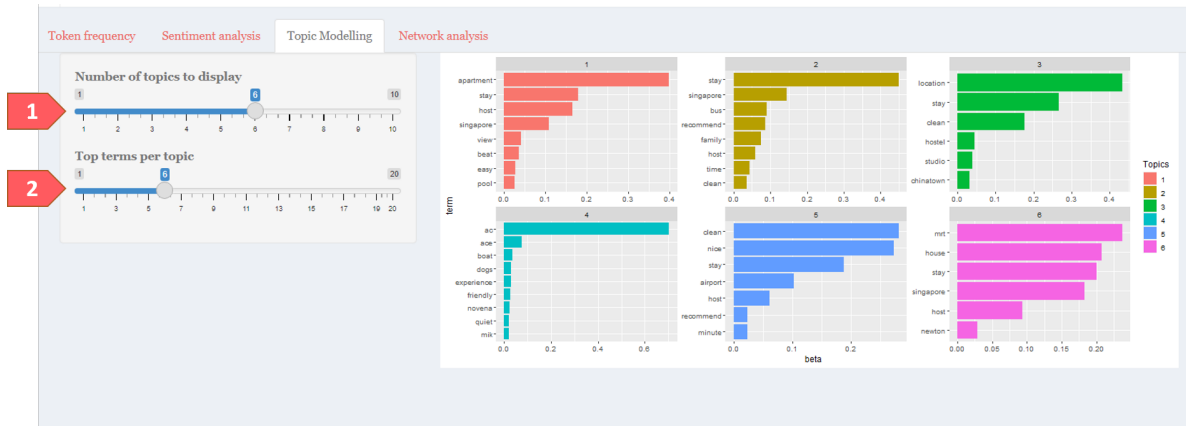 Token frequency Sentiment analysis Topic Modelling Network analysis
Number of topics to display
1 6 10
1 2 3 4 5 6 7 8 9 10
1
Top terms per topic
1 6 20
1 3 5 7 9 11 13 15 17 19 20
2
term
1
apartment
stay
host
singapore
view
beat
easy
pool
0.0 0.1 0.2 0.3 0.4
2
stay
singapore
bus
recommend
family
host
time
clean
0.0 0.1 0.2 0.3 0.4
3
location
stay
clean
hostel
studio
chinatown
0.0 0.1 0.2 0.3 0.4
4
ac
ace
boat
dogs
experience
friendly
novena
quiet
mik
0.0 0.2 0.4 0.6
5
clean
nice
stay
airport
host
recommend
minute
0.0 0.1 0.2
6
mrt
house
stay
singapore
host
newton
0.00 0.05 0.10 0.15 0.20
beta
Topics
1
2
3
4
5
6